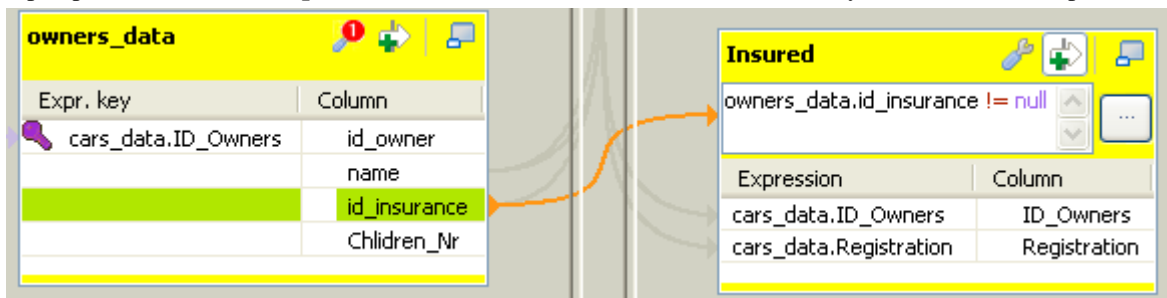 owners_data
Expr. key Column
cars_data.ID_Owners id_owner
name
id_insurance
Chlidren_Nr
Insured
owners_data.id_insurance != null
...
Expression Column
cars_data.ID_Owners ID_Owners
cars_data.Registration Registration